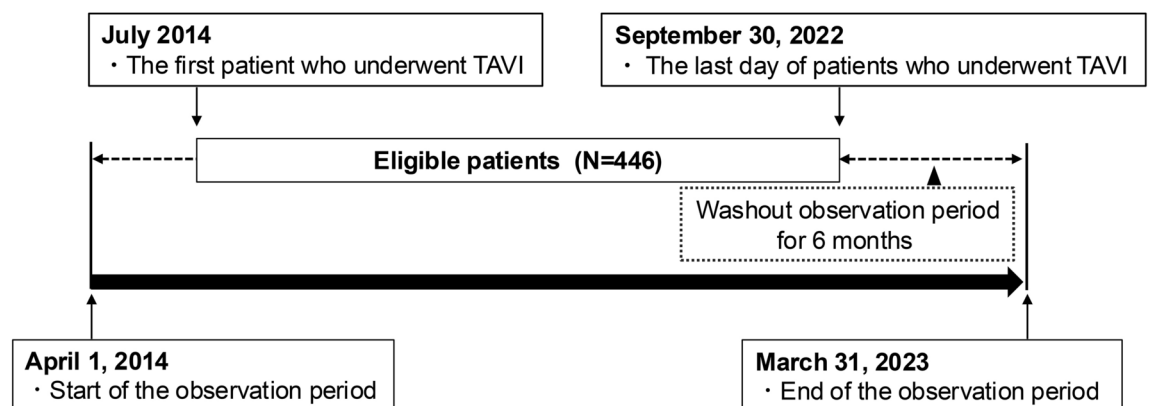 July 2014
・The first patient who underwent TAVI
September 30, 2022
・ The last day of patients who underwent TAVI
Eligible patients (N=446)
Washout observation period
for 6 months
April 1, 2014
・Start of the observation period
March 31, 2023
・End of the observation period